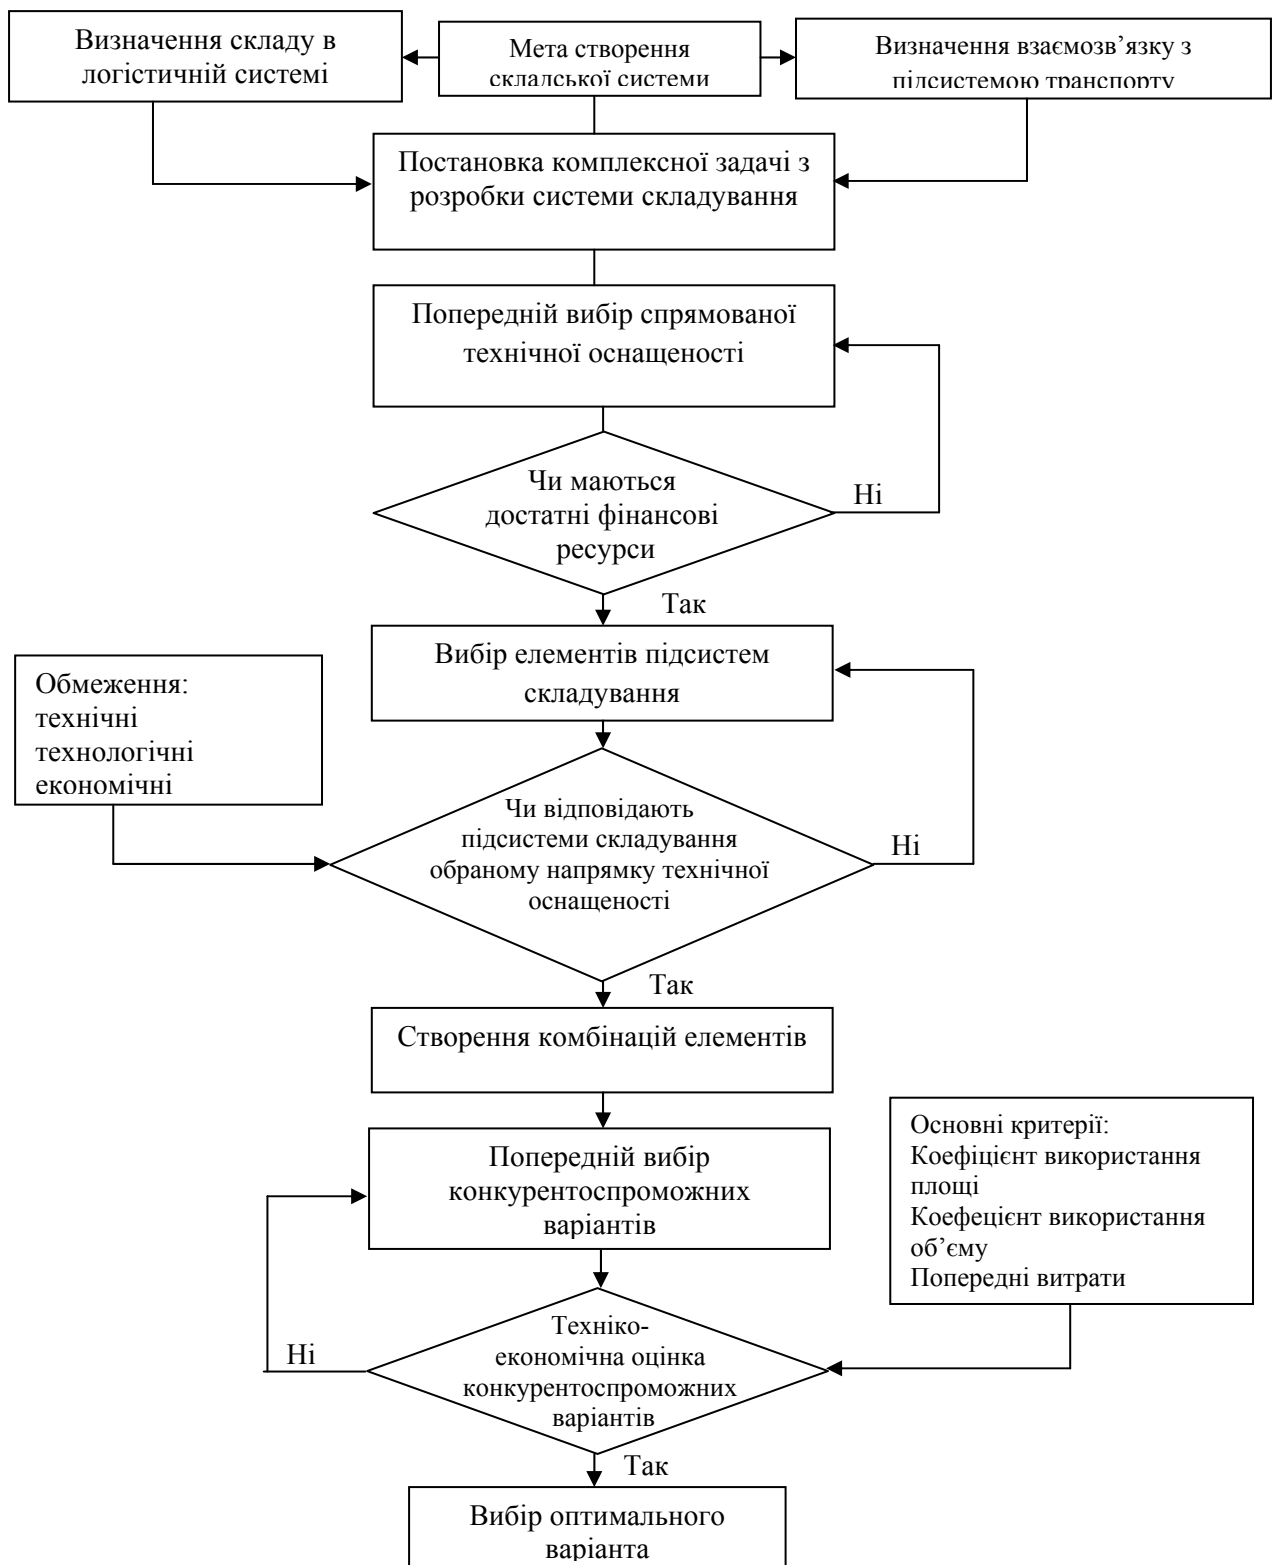 Визначення складу в
логістичній системі
Мета створення
складської системи
Визначення взаємозв’язку з
підсистемою транспорту
Постановка комплексної задачі з
розробки системи складування
Попередній вибір спрямованої
технічної оснащеності
Чи маються
достатні фінансові
ресурси
Ні
Так
Вибір елементів підсистем
складування
Обмеження:
технічні
технологічні
економічні
Чи відповідають
підсистеми складування
обраному напрямку технічної
оснащеності
Ні
Так
Створення комбінацій елементів
Основні критерії:
Коефіцієнт використання
площі
Коефецієнт використання
об’єму
Попередні витрати
Попередній вибір
конкурентоспроможних
варіантів
Техніко-
економічна оцінка
конкурентоспроможних
варіантів
Ні
Так
Вибір оптимального
варіанта